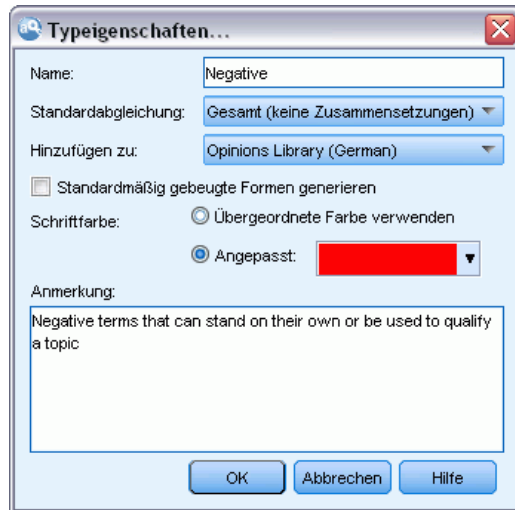 Typeigenschaften...
Name: Negative
Standardabgleichung: Gesamt (keine Zusammensetzungen)
Hinzufügen zu: Opinions Library (German)
Standardmäßig gebeugte Formen generieren
Schriftfarbe: Übergeordnete Farbe verwenden
Angepasst:
Anmerkung:
Negative terms that can stand on their own or be used to qualify
a topic
OK Abbrechen Hilfe